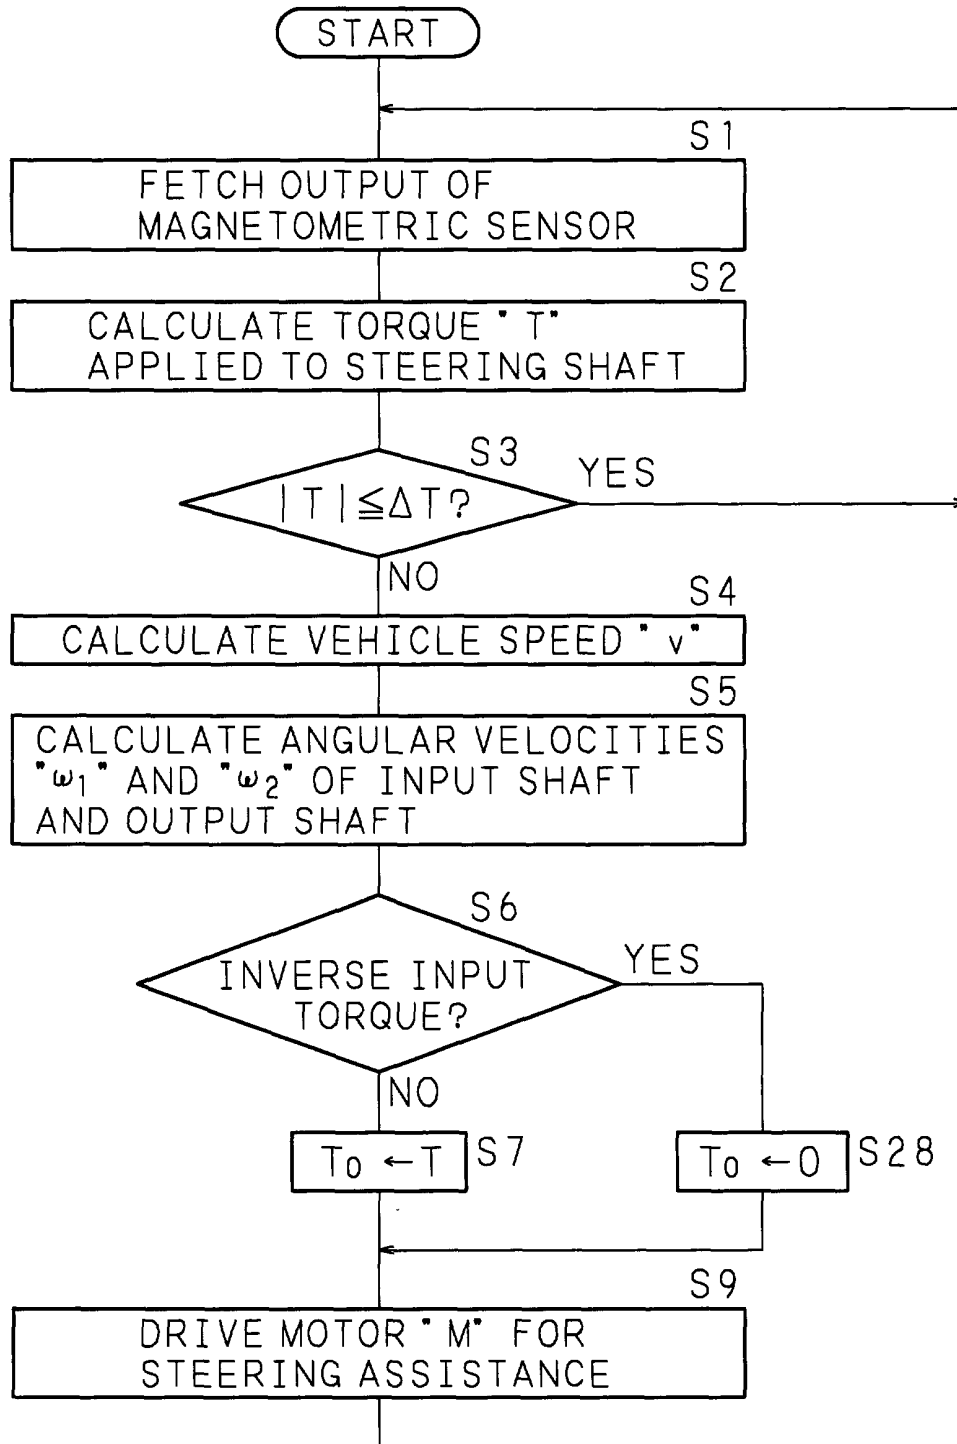 START
S1
FETCH OUTPUT OF
MAGNETOMETRIC SENSOR
S2
CALCULATE TORQUE "T"
APPLIED TO STEERING SHAFT
S3
YES
|T|≦ΔT?
NO
S4
CALCULATE VEHICLE SPEED "v"
S5
CALCULATE ANGULAR VELOCITIES
"ω1" AND "ω2" OF INPUT SHAFT
AND OUTPUT SHAFT
S6
YES
INVERSE INPUT
TORQUE?
NO
T0 ←T S7
T0 ←0 S28
S9
DRIVE MOTOR "M" FOR
STEERING ASSISTANCE